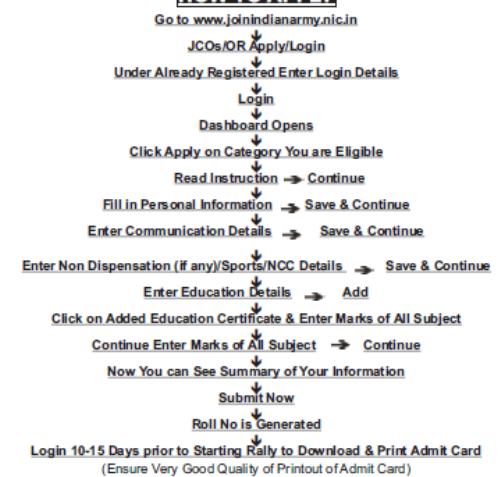 Go to www.joinindianarmy.nic.in
JCOs/OR Apply/Login
Under Already Registered Enter Login Details
Login
Dashboard Opens
Click Apply on Category You are Eligible
Read Instruction → Continue
Fill in Personal Information → Save & Continue
Enter Communication Details → Save & Continue
Enter Non Dispensation (if any)/Sports/NCC Details → Save & Continue
Enter Education Details → Add
Click on Added Education Certificate & Enter Marks of All Subject
Continue Enter Marks of All Subject → Continue
Now You can See Summary of Your Information
Submit Now
Roll No is Generated
Login 10-15 Days prior to Starting Rally to Download & Print Admit Card
(Ensure Very Good Quality of Printout of Admit Card)